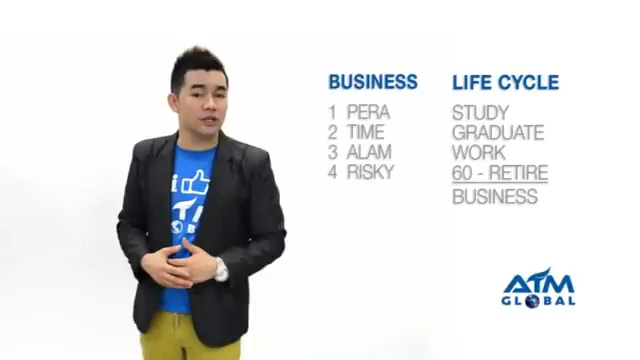 BUSINESS
1 PERA
2 TIME
3 ALAM
4 RISKY
LIFE CYCLE
STUDY
GRADUATE
WORK
60 - RETIRE
BUSINESS
i
ATM
GLOBAL